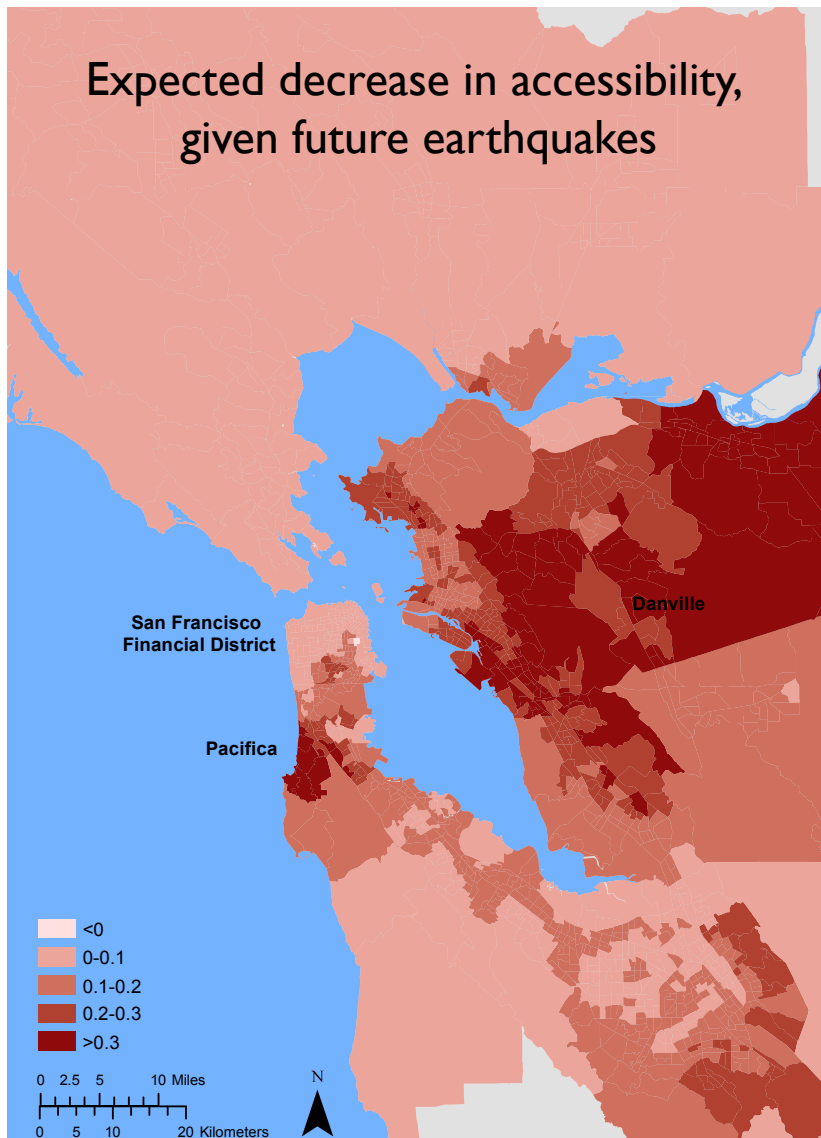 Expected decrease in accessibility,
given future earthquakes
Danville
San Francisco
Financial District
Pacifica
<0
0-0.1
0.1-0.2
0.2-0.3
>0.3
0 2.5 5 10 Miles
0 5 10 20 Kilometers
N